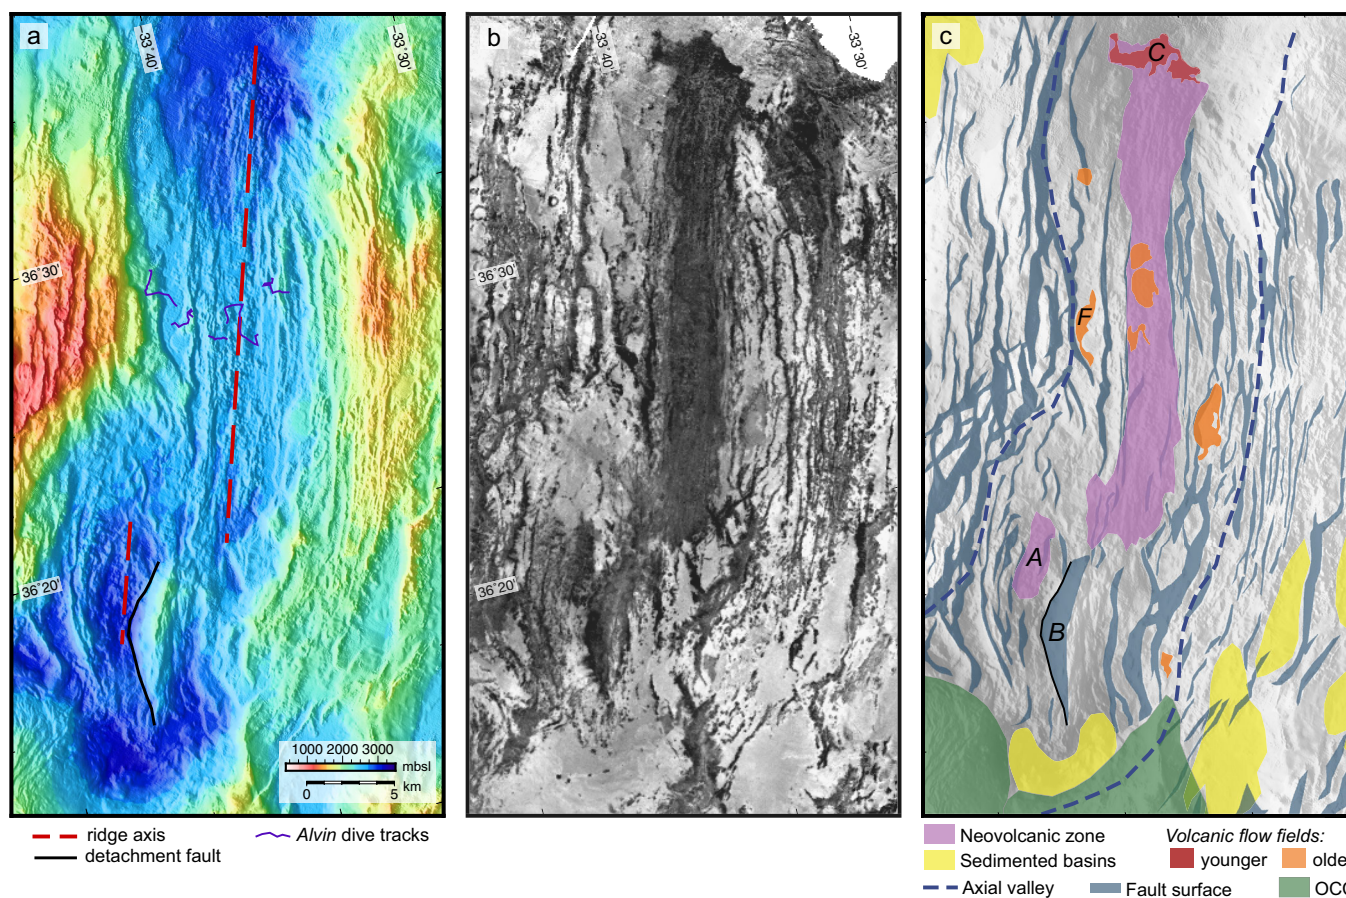 a
33°40'
33°30'
36°30'
36°20'
1000 2000 3000
mbsl
0 5
km
b
33°40'
33°30'
36°30'
36°20'
c
C
F
A
B
ridge axis
Alvin dive tracks
detachment fault
Neovolcanic zone
Volcanic flow fields:
Sedimented basins
younger
olde
Axial valley
Fault surface
OCC